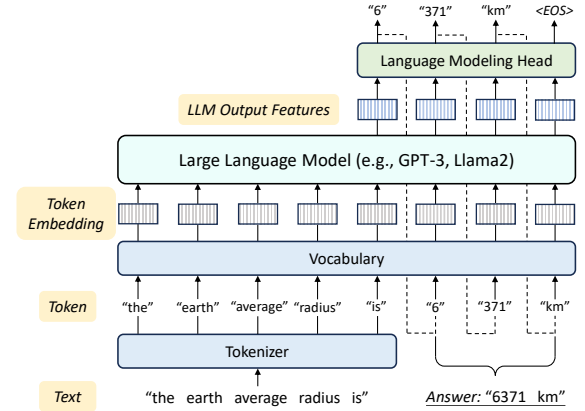 “6” “371” “km” <EOS>
Language Modeling Head
LLM Output Features
Large Language Model (e.g., GPT-3, Llama2)
Token
Embedding
Vocabulary
Token “the” “earth” “average” “radius” “is” “6” “371” “km”
Tokenizer
Text “the earth average radius is” Answer: “6371 km”